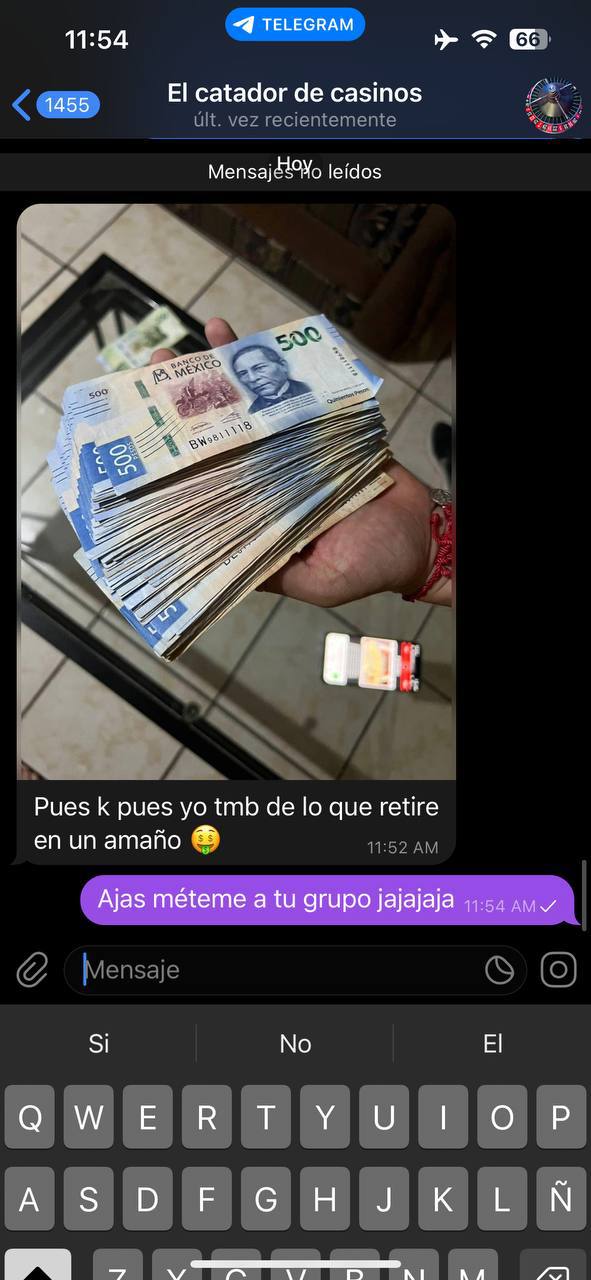 11:54
TELEGRAM
66
1455
El catador de casinos
últ. vez recientemente
Hoy
Mensajes no leídos
500
BANCO DE
MÉXICO
500
Quinientos Pesos
BW9811118
500
Pues k pues yo tmb de lo que retire
en un amaño 🤑
11:52 AM
Ajas méteme a tu grupo jajajaja
11:54 AM
Mensaje
Si No El
Q W E R T Y U I O P
A S D F G H J K L Ñ
Z X C V B N M